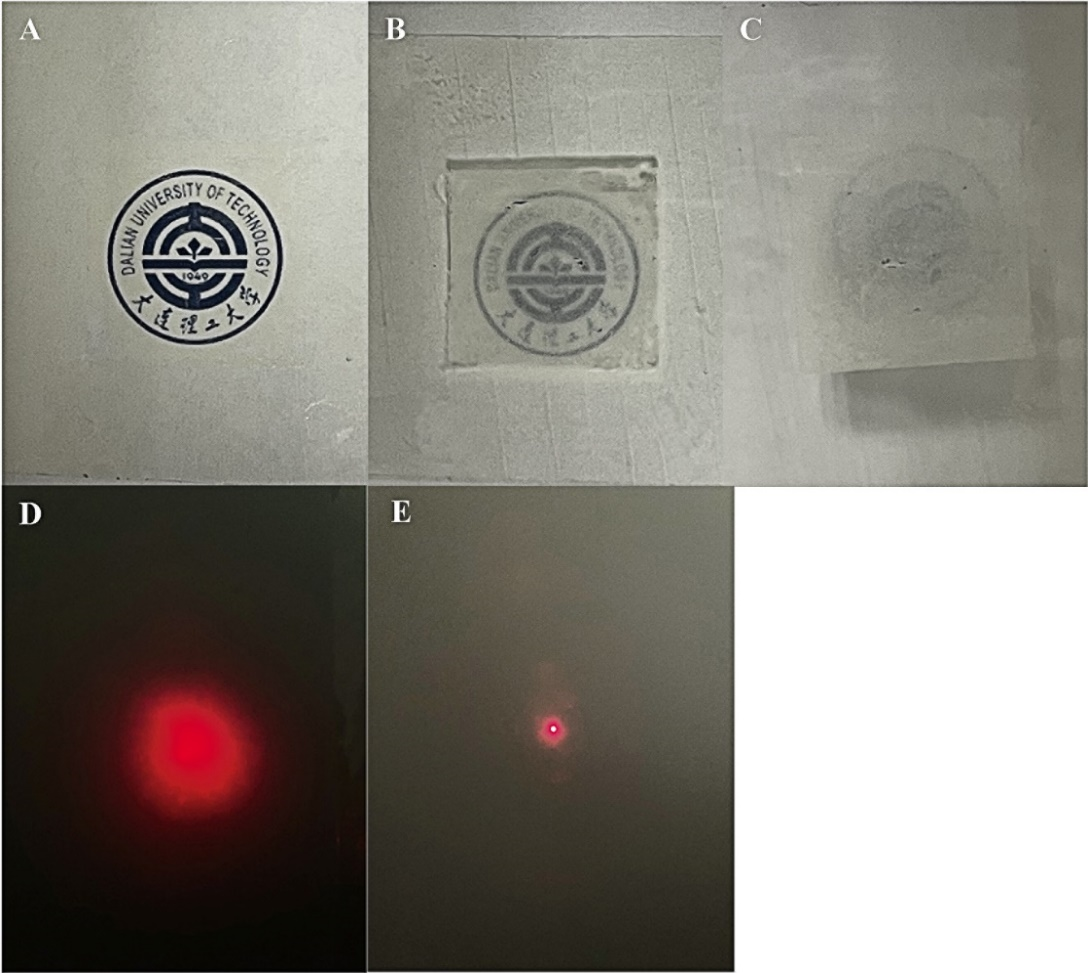 A
B
C
DALIAN UNIVERSITY OF TECHNOLOGY
1949
大连理工大学
D
E